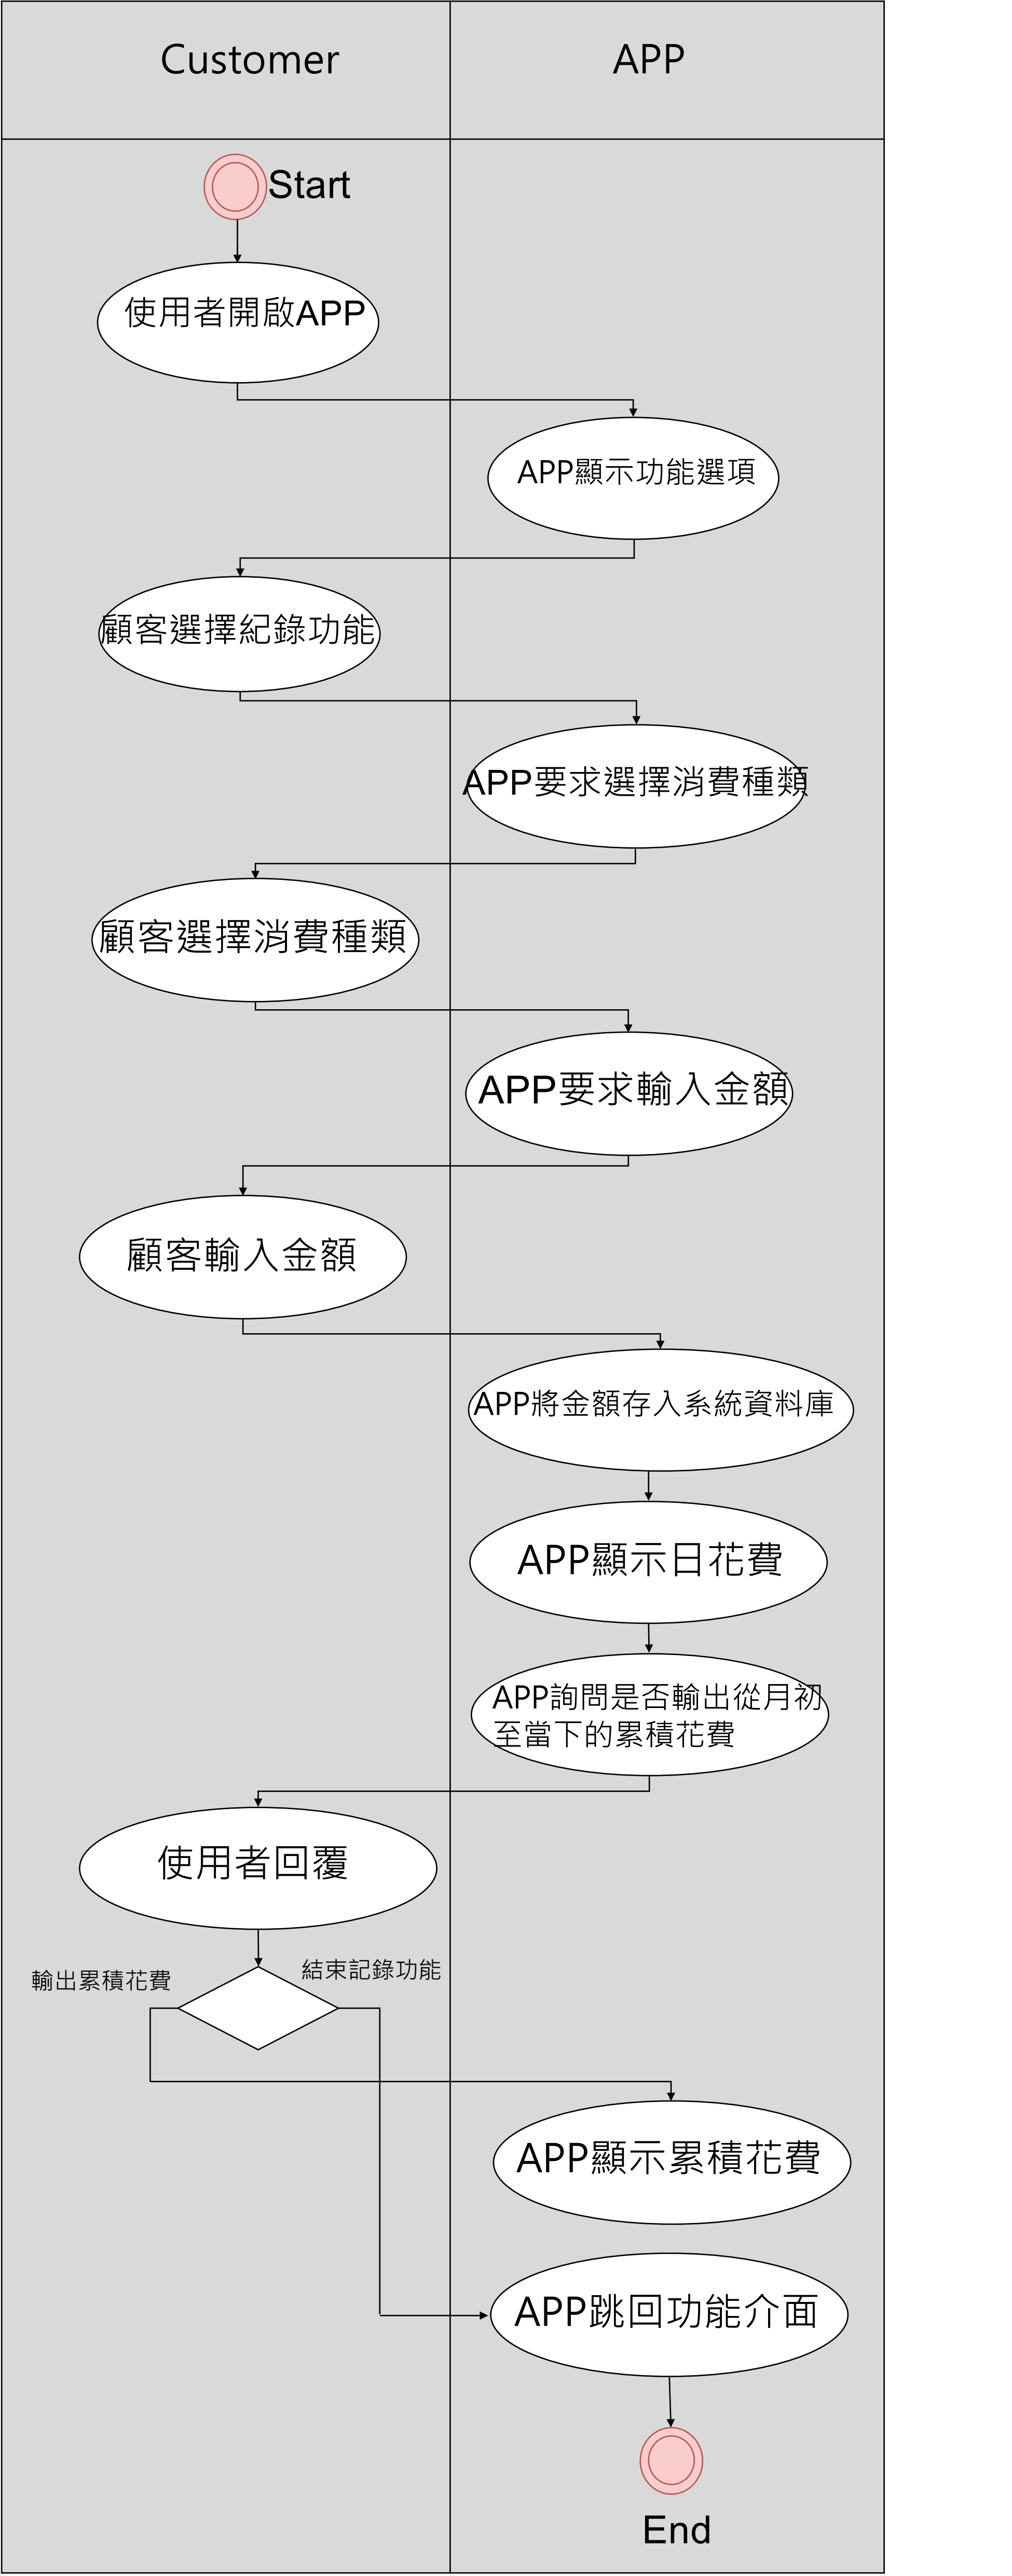 Customer
APP
Start
使用者開啟APP
APP顯示功能選項
顧客選擇紀錄功能
APP要求選擇消費種類
顧客選擇消費種類
APP要求輸入金額
顧客輸入金額
APP將金額存入系統資料庫
APP顯示日花費
APP詢問是否輸出從月初
至當下的累積花費
使用者回覆
輸出累積花費
結束記錄功能
APP顯示累積花費
APP跳回功能介面
End